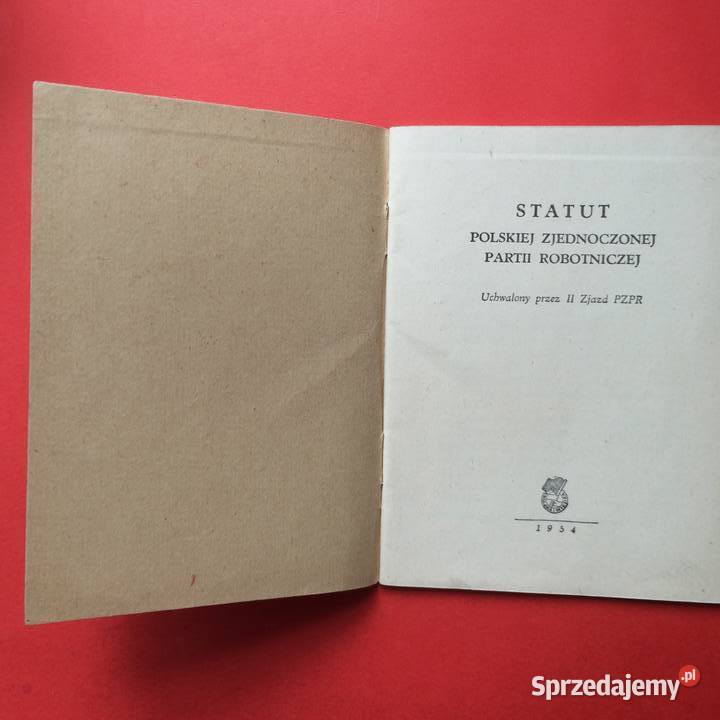 STATUT
POLSKIEJ ZJEDNOCZONEJ
PARTII ROBOTNICZEJ
Uchwalony przez II Zjazd PZPR
1954
Sprzedajemy.pl